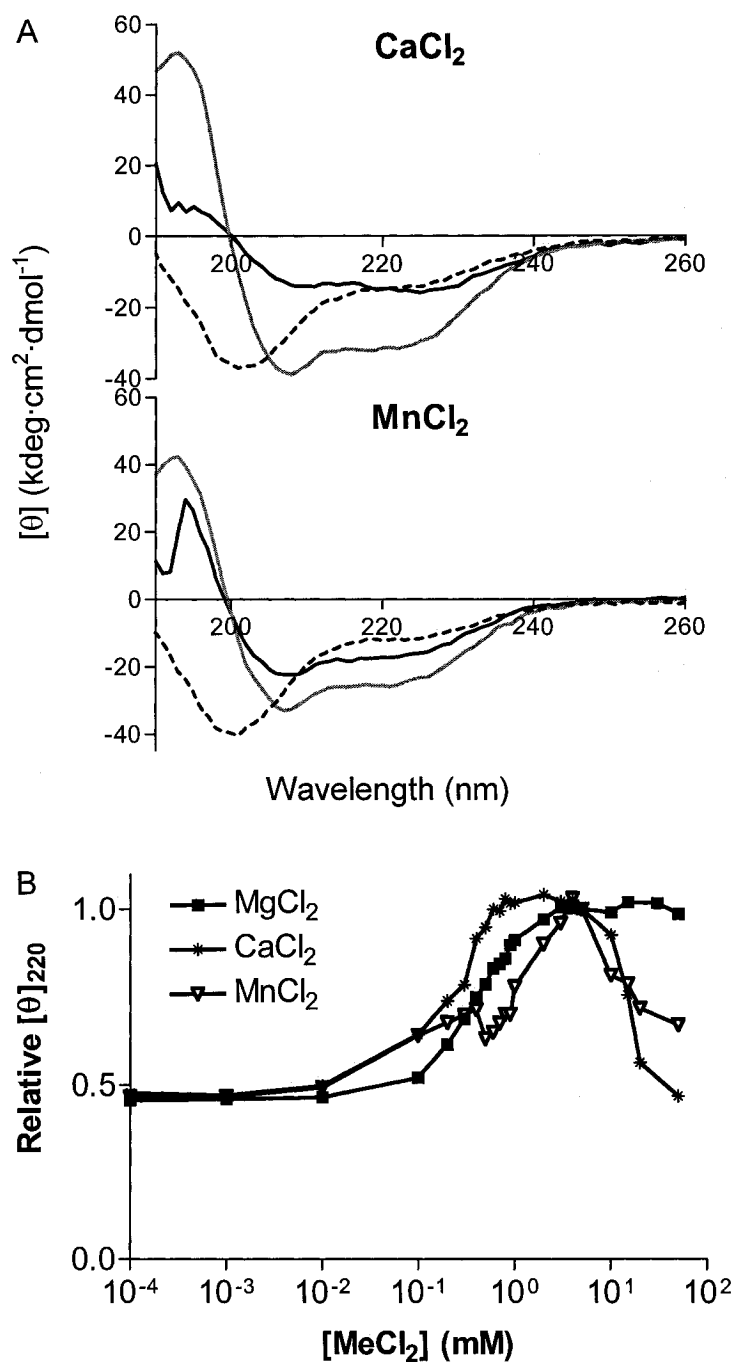 A
CaCl₂
60
40
20
0
-20
-40
200
220
240
260
[θ] (kdeg·cm²·dmol⁻¹)
MnCl₂
60
40
20
0
-20
-40
200
220
240
260
Wavelength (nm)
B
MgCl₂
CaCl₂
MnCl₂
1.0
0.5
0.0
Relative [θ]₂₂₀
10⁻⁴
10⁻³
10⁻²
10⁻¹
10⁰
10¹
10²
[MeCl₂] (mM)